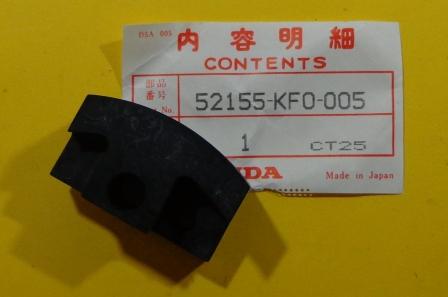 DSA 005
内容明細
CONTENTS
部品
番号
No.
52155-KF0-005
1 CT25
NDA
Made in Japan